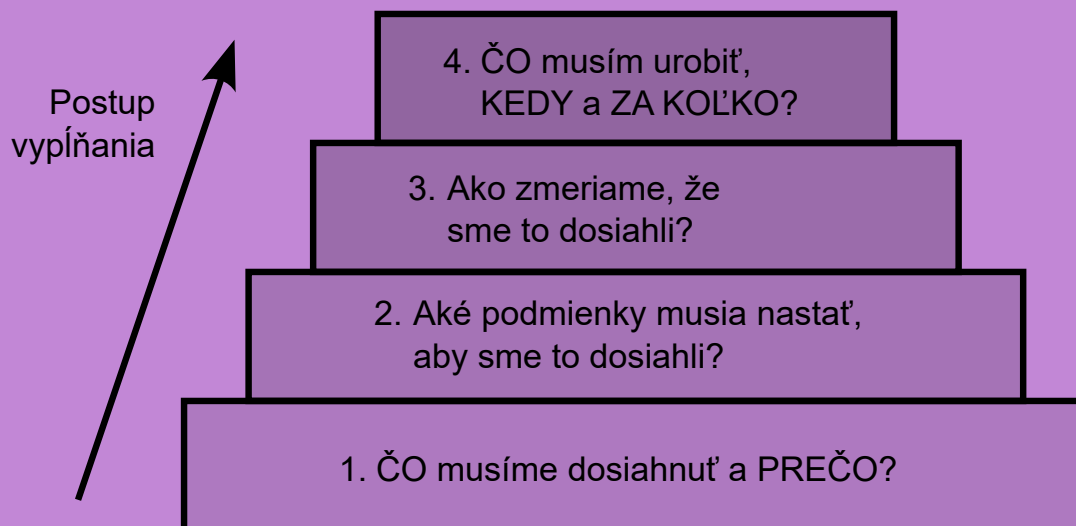 Postup
vypĺňania
4. ČO musím urobiť,
KEDY a ZA KOĽKO?
3. Ako zmeriame, že
sme to dosiahli?
2. Aké podmienky musia nastať,
aby sme to dosiahli?
1. ČO musíme dosiahnuť a PREČO?